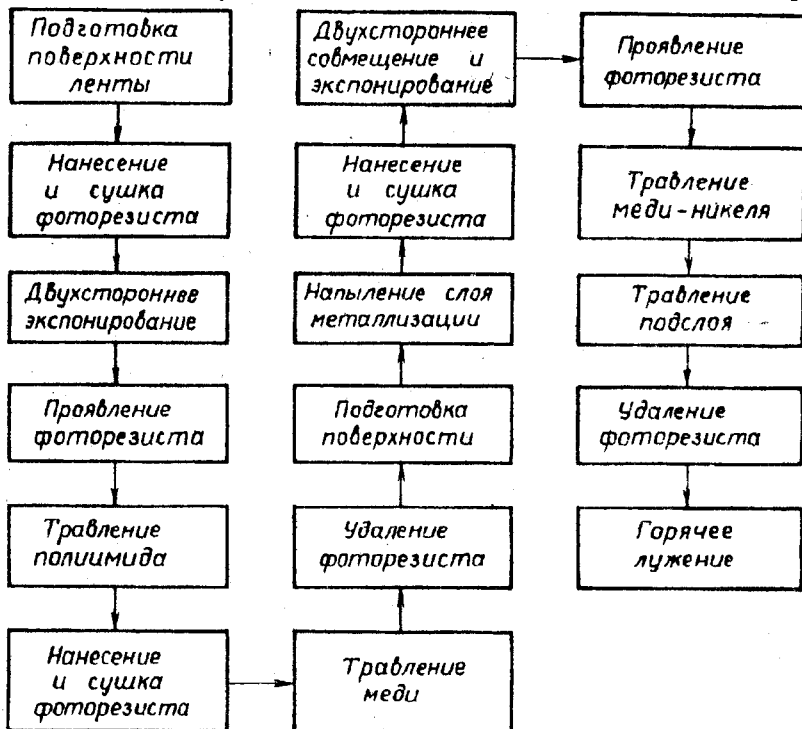 Подготовка
поверхности
ленты
Нанесение
и сушка
фоторезиста
Двухстороннее
экспонирование
Проявление
фоторезиста
Травление
полиимида
Нанесение
и сушка
фоторезиста
Травление
меди
Удаление
фоторезиста
Подготовка
поверхности
Напыление слоя
металлизации
Нанесение
и сушка
фоторезиста
Двухстороннее
совмещение и
экспонирование
Проявление
фоторезиста
Травление
меди-никеля
Травление
подслоя
Удаление
фоторезиста
Горячее
лужение